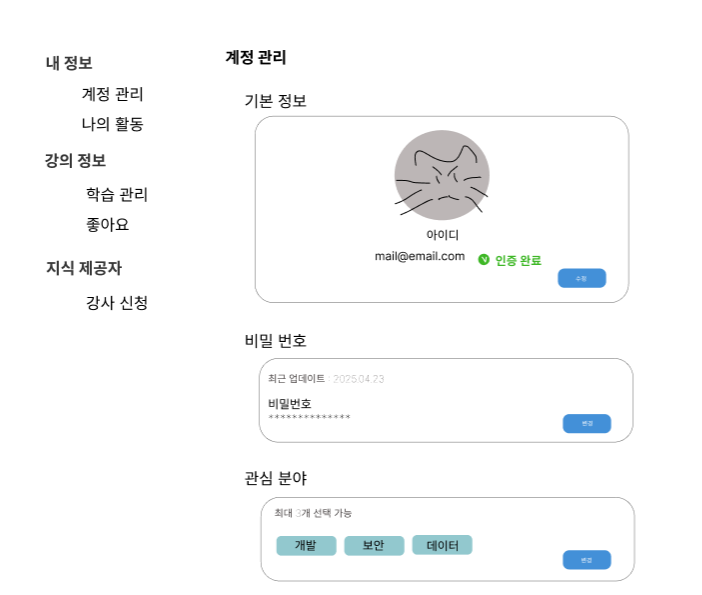 내 정보
계정 관리
나의 활동
강의 정보
학습 관리
좋아요
지식 제공자
강사 신청
계정 관리
기본 정보
아이디
mail@email.com
인증 완료
수정
비밀 번호
최근 업데이트 : 2025.04.23
비밀번호
**************
변경
관심 분야
최대 3개 선택 가능
개발 보안 데이터
변경